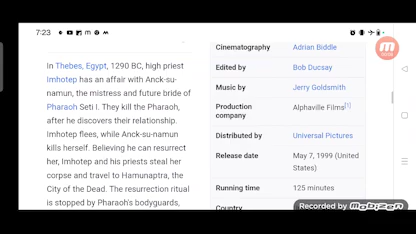 7:23
In Thebes, Egypt, 1290 BC, high priest
Imhotep has an affair with Anck-su-
namun, the mistress and future bride of
Pharaoh Seti I. They kill the Pharaoh,
after he discovers their relationship.
Imhotep flees, while Anck-su-namun
kills herself. Believing he can resurrect
her, Imhotep and his priests steal her
corpse and travel to Hamunaptra, the
City of the Dead. The resurrection ritual
is stopped by Pharaoh's bodyguards,
Cinematography Adrian Biddle
Edited by Bob Ducsay
Music by Jerry Goldsmith
Production Alphaville Films[1]
company
Distributed by Universal Pictures
Release date May 7, 1999 (United
States)
Running time 125 minutes
Country
Recorded by Mobizen